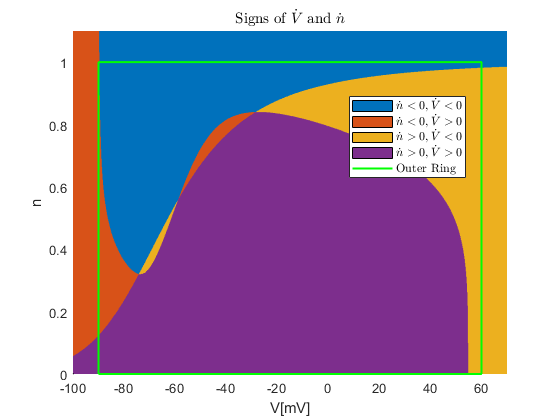 Signs of V̇ and ṅ
1
0.8
0.6
0.4
0.2
0
n
ṅ < 0, V̇ < 0
ṅ < 0, V̇ > 0
ṅ > 0, V̇ < 0
ṅ > 0, V̇ > 0
Outer Ring
-100 -80 -60 -40 -20 0 20 40 60
V[mV]